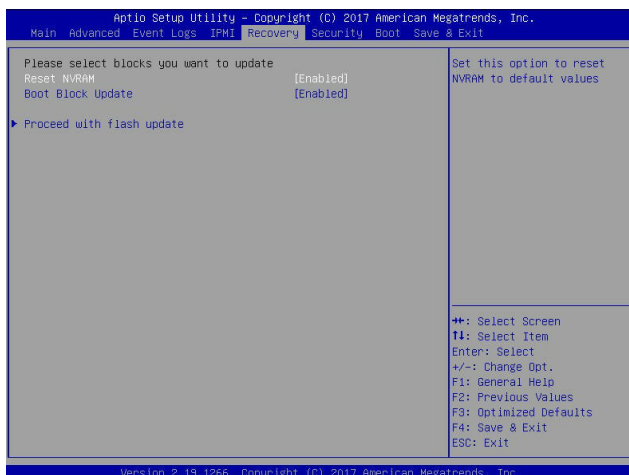 Aptio Setup Utility – Copyright (C) 2017 American Megatrends, Inc.
Main Advanced Event Logs IPMI Recovery Security Boot Save & Exit
Please select blocks you want to update
Reset NVRAM [Enabled]
Boot Block Update [Enabled]
▶ Proceed with flash update
Set this option to reset
NVRAM to default values
→←: Select Screen
↑↓: Select Item
Enter: Select
+/-: Change Opt.
F1: General Help
F2: Previous Values
F3: Optimized Defaults
F4: Save & Exit
ESC: Exit
Version 2.19.1266. Copyright (C) 2017 American Megatrends, Inc.